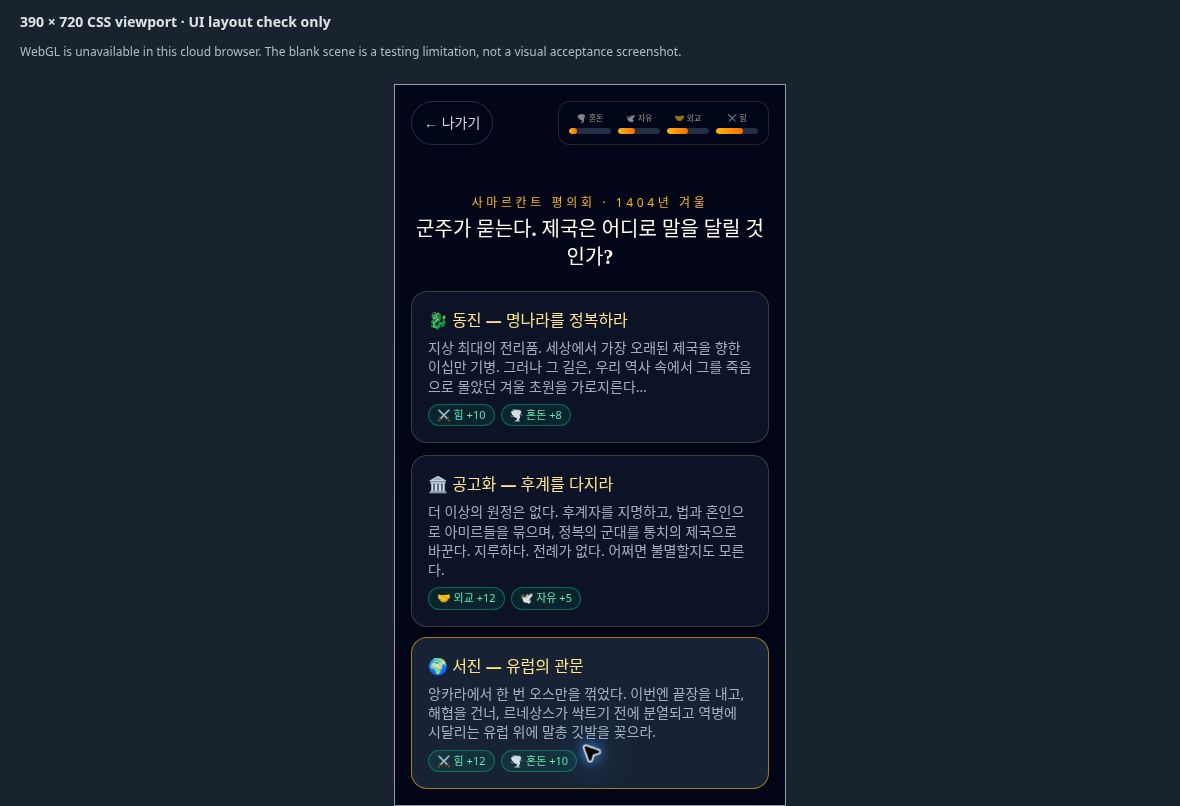 390 × 720 CSS viewport · UI layout check only
WebGL is unavailable in this cloud browser. The blank scene is a testing limitation, not a visual acceptance screenshot.
← 나가기
🌪️ 혼돈 🕊️ 자유 🤝 외교 ⚔️ 힘
사마르칸트 평의회 · 1404년 겨울
군주가 묻는다. 제국은 어디로 말을 달릴 것
인가?
🐉 동진 — 명나라를 정복하라
지상 최대의 전리품. 세상에서 가장 오래된 제국을 향한
이십만 기병. 그러나 그 길은, 우리 역사 속에서 그를 죽음
으로 몰았던 겨울 초원을 가로지른다...
⚔️ 힘 +10 🌪️ 혼돈 +8
🏛️ 공고화 — 후계를 다지라
더 이상의 원정은 없다. 후계자를 지명하고, 법과 혼인으
로 아미르들을 묶으며, 정복의 군대를 통치의 제국으로
바꾼다. 지루하다. 전례가 없다. 어쩌면 불멸할지도 모른
다.
🤝 외교 +12 🕊️ 자유 +5
🌍 서진 — 유럽의 관문
앙카라에서 한 번 오스만을 꺾었다. 이번엔 끝장을 내고,
해협을 건너, 르네상스가 싹트기 전에 분열되고 역병에
시달리는 유럽 위에 말총 깃발을 꽂으라.
⚔️ 힘 +12 🌪️ 혼돈 +10